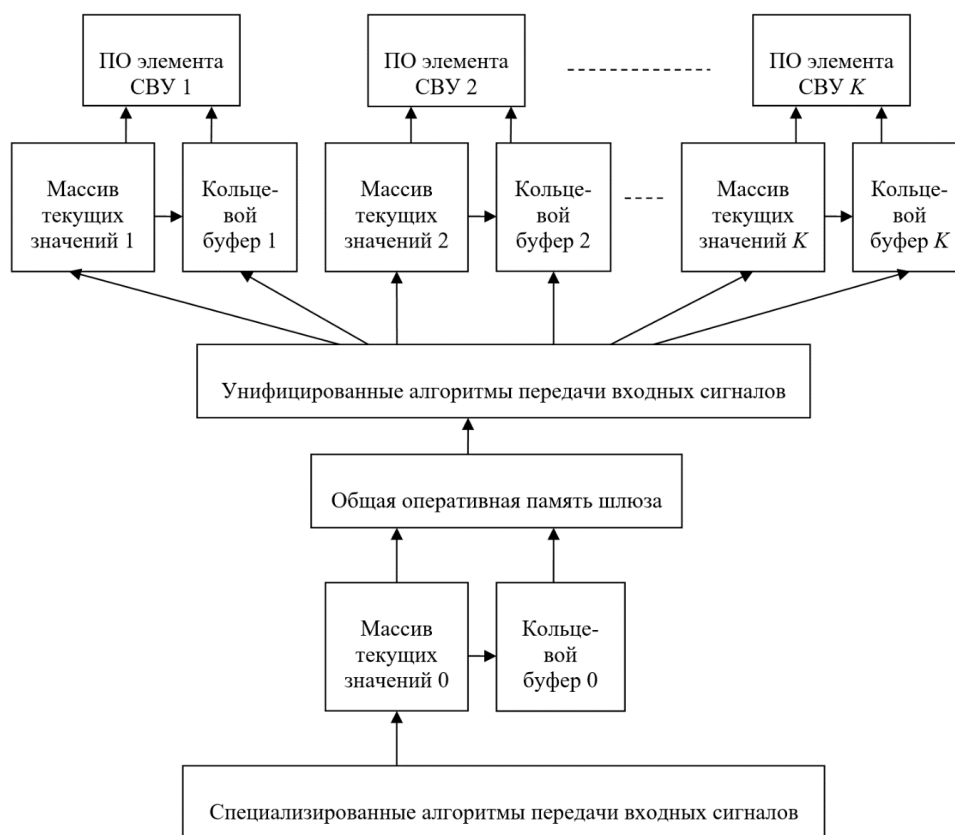 ПО элемента
СВУ 1
ПО элемента
СВУ 2
ПО элемента
СВУ K
Массив
текущих
значений 1
Кольце-
вой
буфер 1
Массив
текущих
значений 2
Кольце-
вой
буфер 2
Массив
текущих
значений K
Кольце-
вой
буфер K
Унифицированные алгоритмы передачи входных сигналов
Общая оперативная память шлюза
Массив
текущих
значений 0
Кольце-
вой
буфер 0
Специализированные алгоритмы передачи входных сигналов